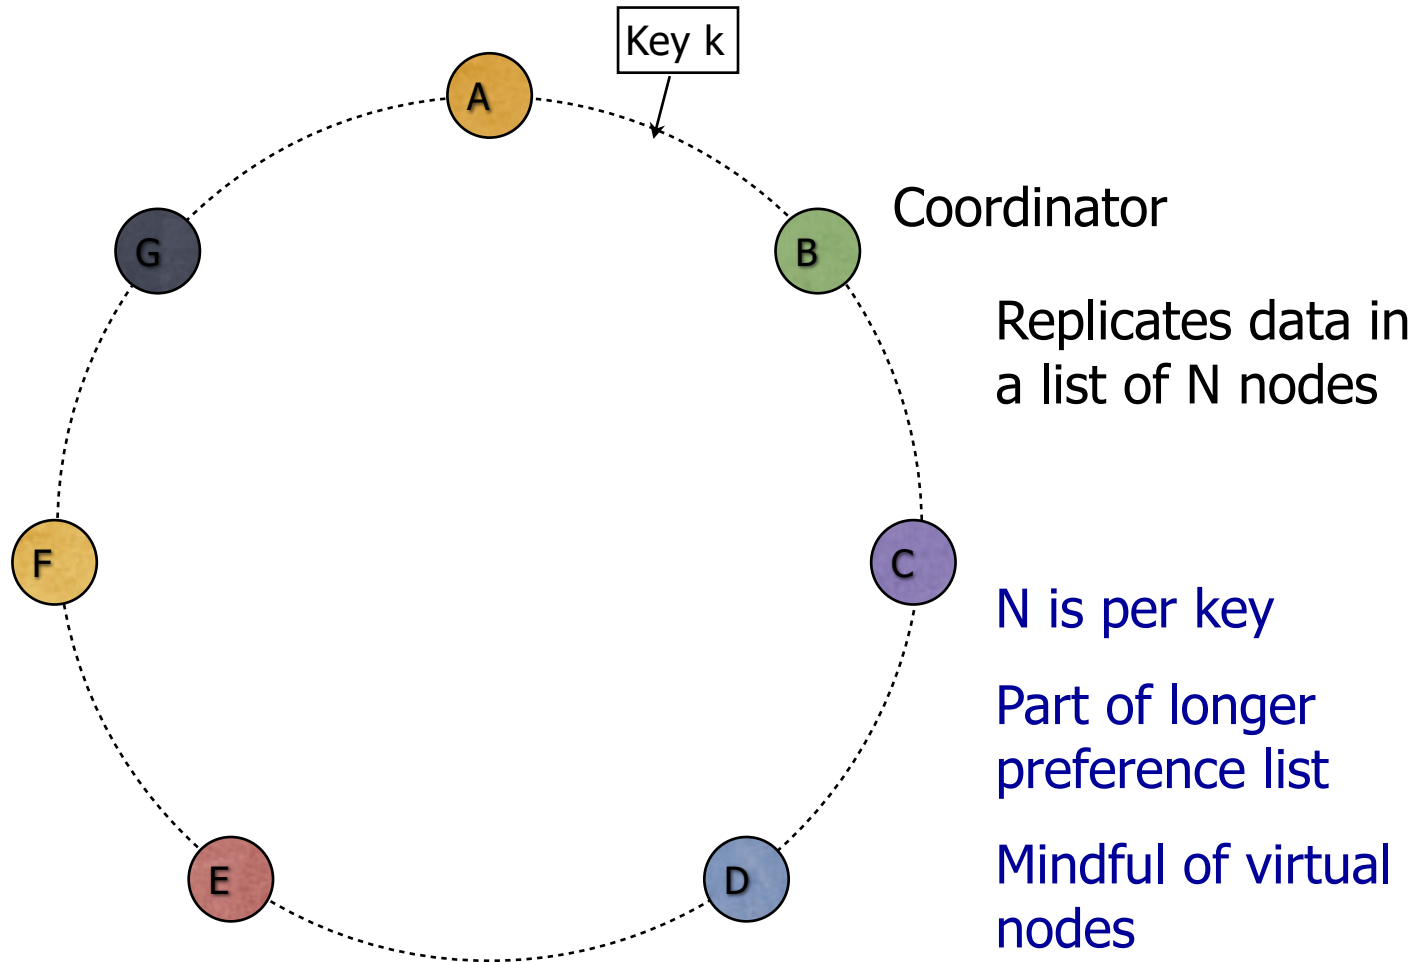 Key k
A
Coordinator
G
B
Replicates data in
a list of N nodes
F
C
N is per key
Part of longer
preference list
Mindful of virtual
nodes
E
D